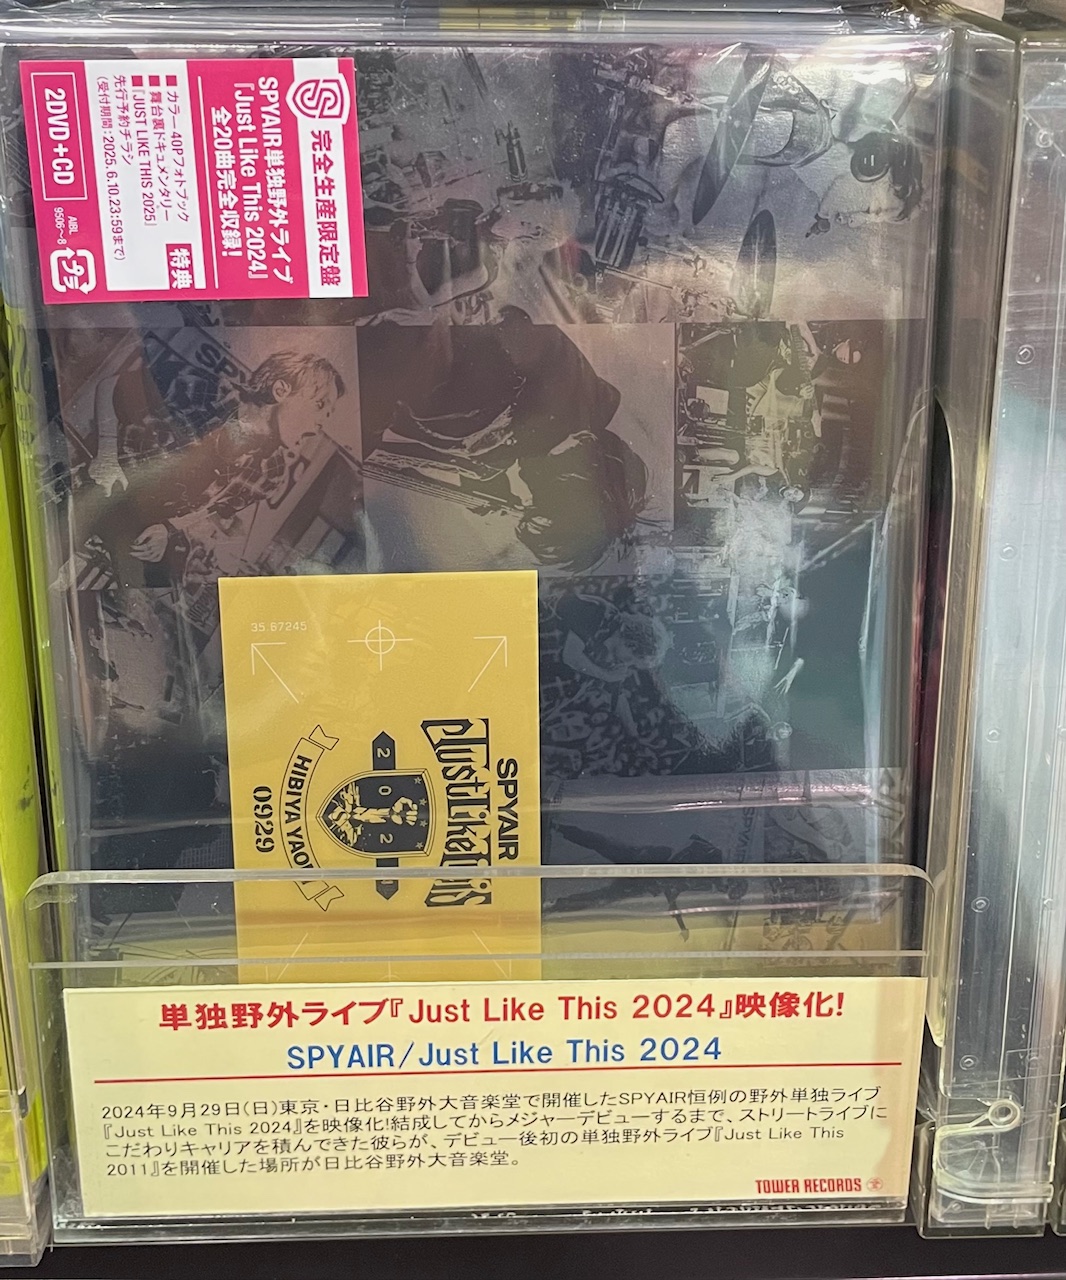 完全生産限定盤
SPYAIR単独野外ライブ
『Just Like This 2024』
全20曲完全収録！
特典
■カラー40Pフォトブック
■舞台裏ドキュメンタリー
■『JUST LIKE THIS 2025』
先行予約チラシ
(受付期間：2025.6.10.23:59まで)
2DVD+CD
AIBL
9506〜8
35.67245
SPYAIR
Just Like This
2024
HIBIYA YAON
0929
単独野外ライブ『Just Like This 2024』映像化!
SPYAIR/Just Like This 2024
2024年9月29日(日)東京・日比谷野外大音楽堂で開催したSPYAIR恒例の野外単独ライブ
『Just Like This 2024』を映像化!結成してからメジャーデビューするまで、ストリートライブに
こだわりキャリアを積んできた彼らが、デビュー後初の単独野外ライブ『Just Like This
2011』を開催した場所が日比谷野外大音楽堂。
TOWER RECORDS